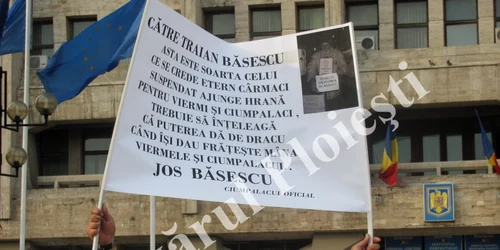 CĂTRE TRAIAN BĂSESCU
ASTA ESTE SOARTA CELUI
CE SE CREDE ETERN CÂRMACI
SUSPENDAT AJUNGE HRANĂ
PENTRU VIERMI ȘI CIUMPALACI,
TREBUIE SĂ ÎNȚELEAGĂ
CĂ PUTEREA DĂ DE DRACU
CÂND ÎȘI DAU FRĂȚEȘTE MÂNA
VIERMELE ȘI CIUMPALACUL.
JOS BĂSESCU
CIUMPALACUL OFICIAL
ărul Ploiești